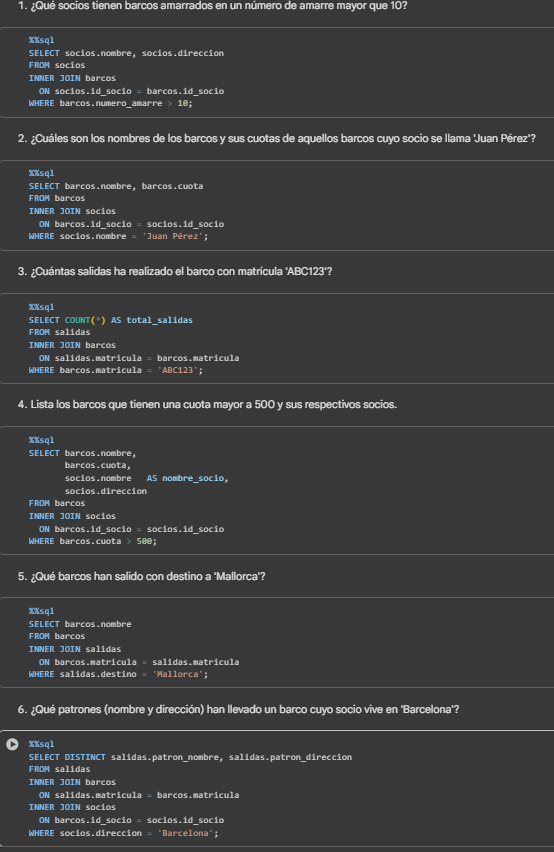 1. ¿Qué socios tienen barcos amarrados en un número de amarre mayor que 10?
%%sql
SELECT socios.nombre, socios.direccion
FROM socios
INNER JOIN barcos
ON socios.id_socio = barcos.id_socio
WHERE barcos.numero_amarre > 10;
2. ¿Cuáles son los nombres de los barcos y sus cuotas de aquellos barcos cuyo socio se llama 'Juan Pérez'?
%%sql
SELECT barcos.nombre, barcos.cuota
FROM barcos
INNER JOIN socios
ON barcos.id_socio = socios.id_socio
WHERE socios.nombre = 'Juan Pérez';
3. ¿Cuántas salidas ha realizado el barco con matrícula 'ABC123'?
%%sql
SELECT COUNT(*) AS total_salidas
FROM salidas
INNER JOIN barcos
ON salidas.matricula = barcos.matricula
WHERE barcos.matricula = 'ABC123';
4. Lista los barcos que tienen una cuota mayor a 500 y sus respectivos socios.
%%sql
SELECT barcos.nombre,
barcos.cuota,
socios.nombre AS nombre_socio,
socios.direccion
FROM barcos
INNER JOIN socios
ON barcos.id_socio = socios.id_socio
WHERE barcos.cuota > 500;
5. ¿Qué barcos han salido con destino a 'Mallorca'?
%%sql
SELECT barcos.nombre
FROM barcos
INNER JOIN salidas
ON barcos.matricula = salidas.matricula
WHERE salidas.destino = 'Mallorca';
6. ¿Qué patrones (nombre y dirección) han llevado un barco cuyo socio vive en 'Barcelona'?
%%sql
SELECT DISTINCT salidas.patron_nombre, salidas.patron_direccion
FROM salidas
INNER JOIN barcos
ON salidas.matricula = barcos.matricula
INNER JOIN socios
ON barcos.id_socio = socios.id_socio
WHERE socios.direccion = 'Barcelona';